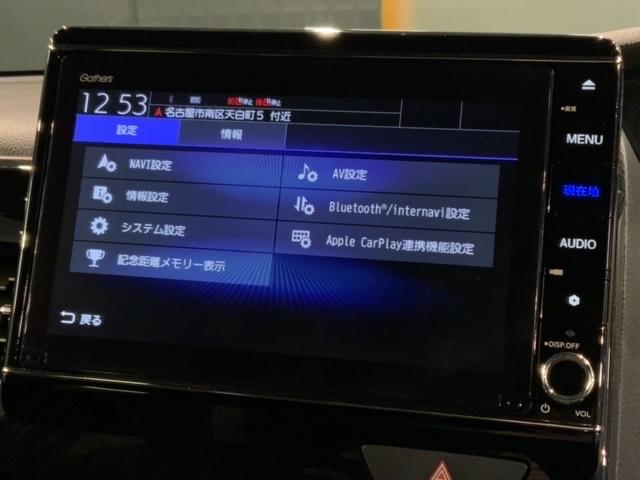 Gathers
12 53
名古屋市南区天白町5 付近
設定
情報
NAVI設定
AV設定
情報設定
Bluetooth®/internavi設定
システム設定
Apple CarPlay連携機能設定
記念距離メモリー表示
戻る
画質
MENU
現在地
AUDIO
DISP.OFF
VOL